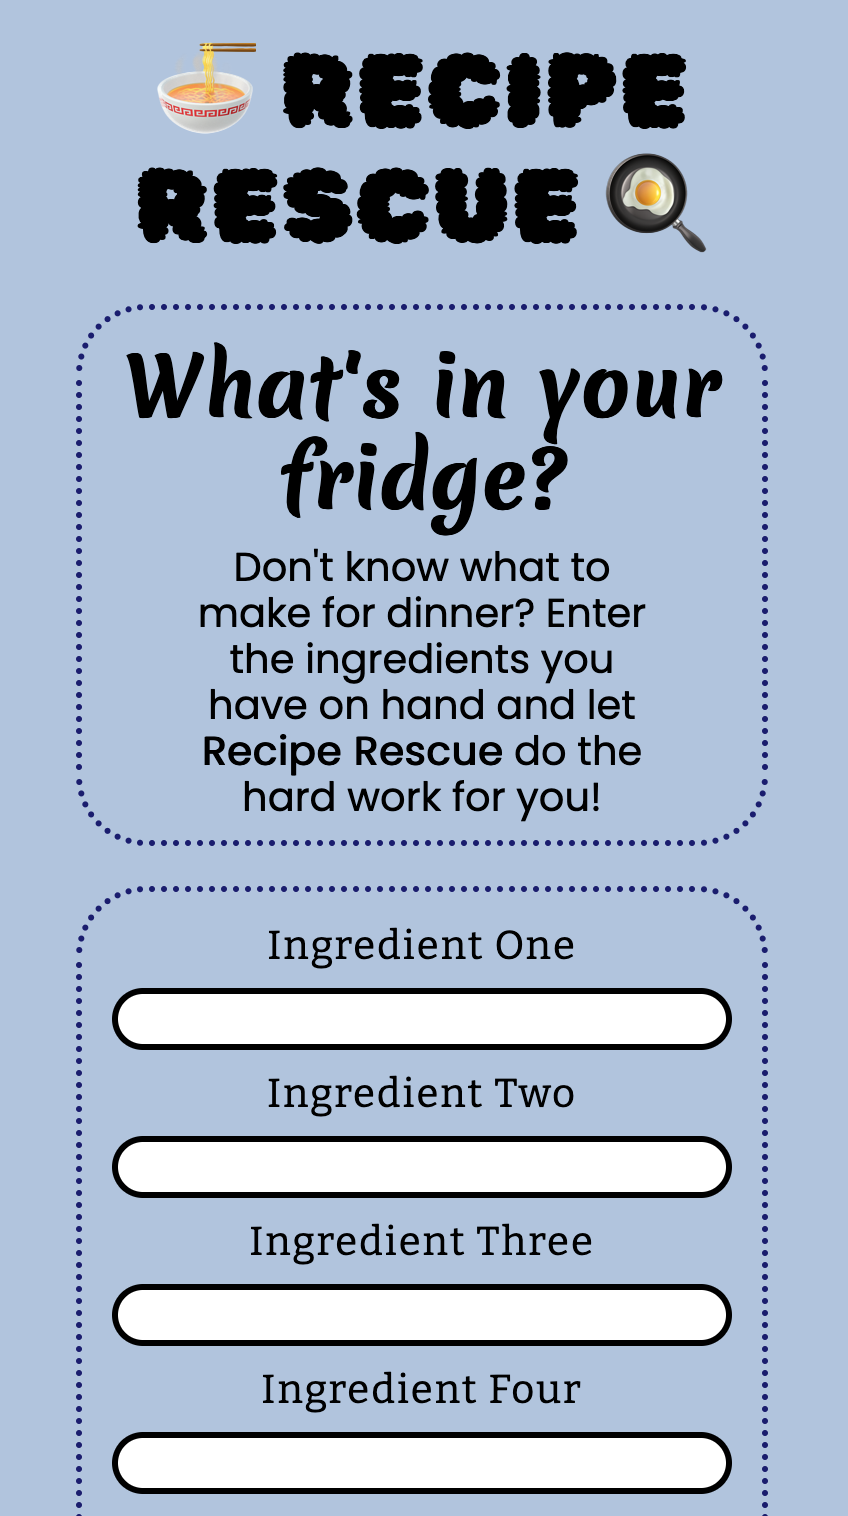 RECIPE
RESCUE
What's in your
fridge?
Don't know what to
make for dinner? Enter
the ingredients you
have on hand and let
Recipe Rescue do the
hard work for you!
Ingredient One
Ingredient Two
Ingredient Three
Ingredient Four